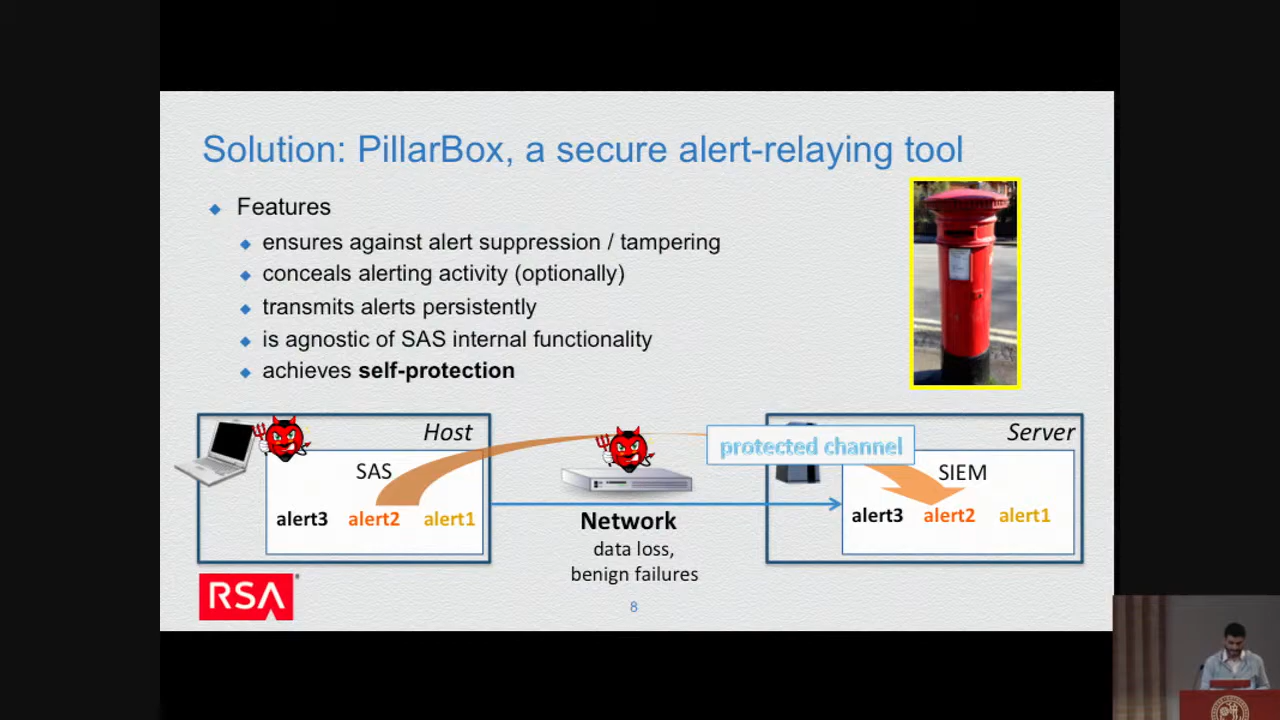 Solution: PillarBox, a secure alert-relaying tool
Features
ensures against alert suppression / tampering
conceals alerting activity (optionally)
transmits alerts persistently
is agnostic of SAS internal functionality
achieves self-protection
Host
SAS
alert3 alert2 alert1
protected channel
Network
data loss,
benign failures
Server
SIEM
alert3 alert2 alert1
RSA
8